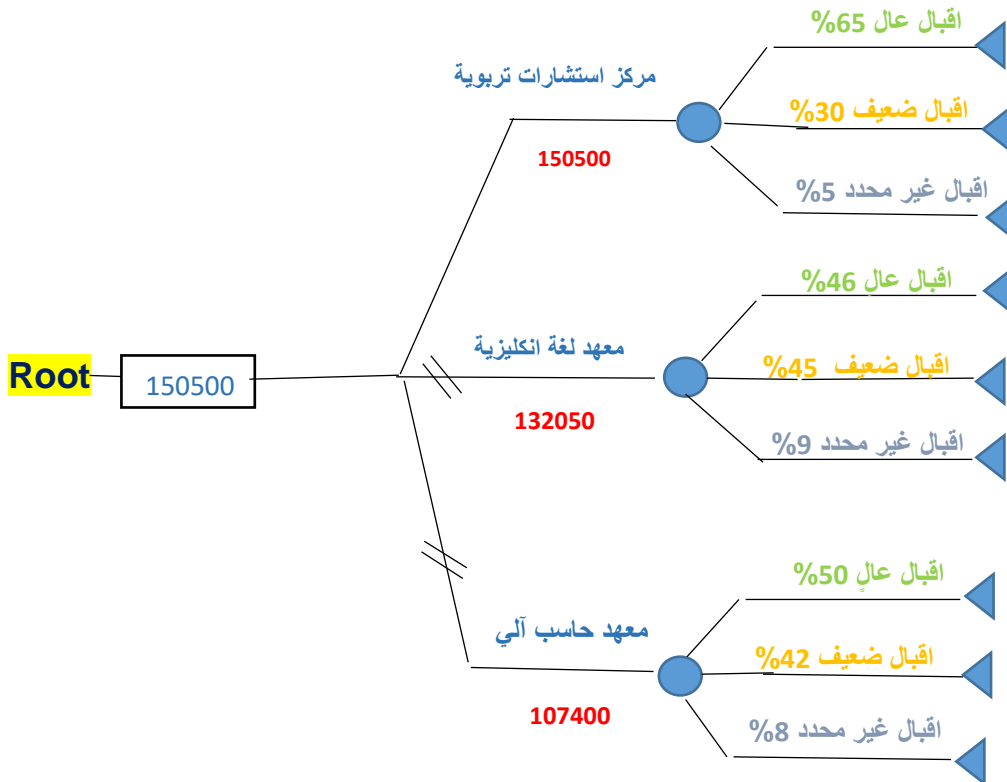 اقبال عال 65%
مركز استشارات تربوية
اقبال ضعيف 30%
150500
اقبال غير محدد 5%
اقبال عالٍ 46%
معهد لغة انكليزية
اقبال ضعيف 45%
Root
150500
132050
اقبال غير محدد 9%
اقبال عالٍ 50%
معهد حاسب آلي
اقبال ضعيف 42%
107400
اقبال غير محدد 8%